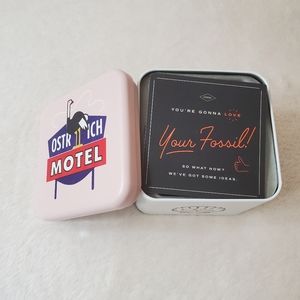 OSTRICH
MOTEL
YOU'RE GONNA LOVE
Your Fossil!
SO WHAT NOW?
WE'VE GOT SOME IDEAS.